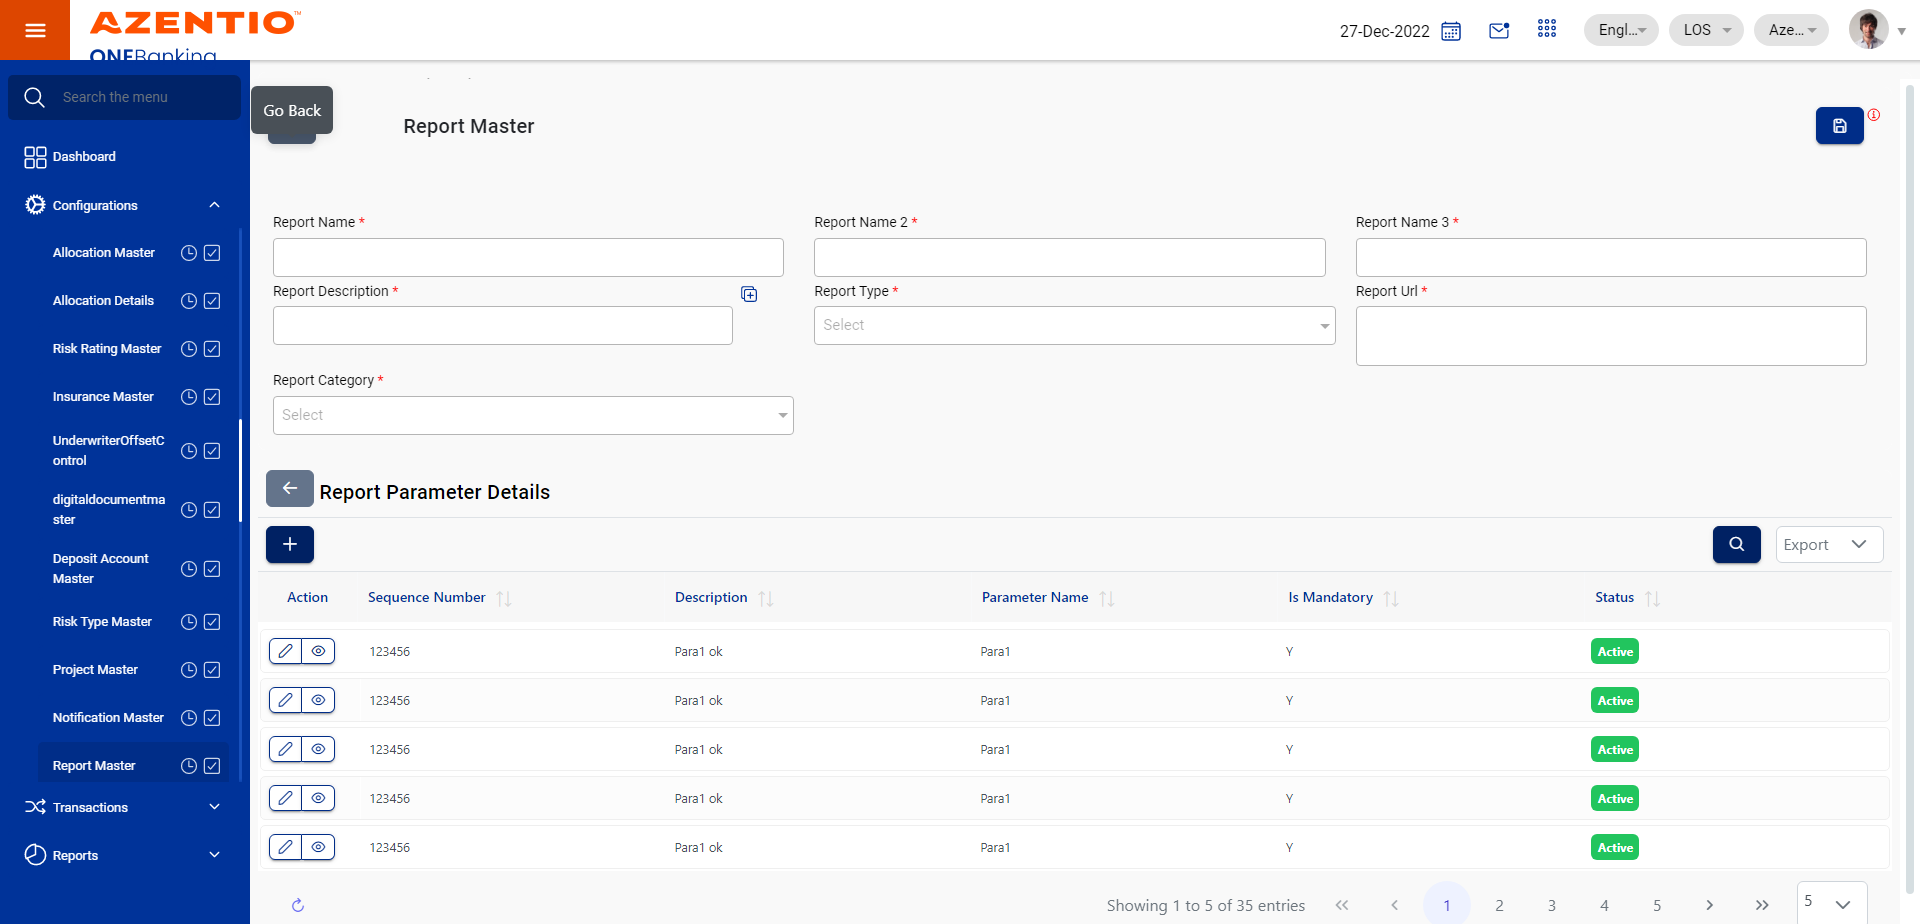 AZENTIO™
ONEBanking
27-Dec-2022
Engl...
LOS
Aze...
Search the menu
Go Back
Report Master
Dashboard
Configurations
Allocation Master
Allocation Details
Risk Rating Master
Insurance Master
UnderwriterOffsetC
ontrol
digitaldocumentma
ster
Deposit Account
Master
Risk Type Master
Project Master
Notification Master
Report Master
Transactions
Reports
Report Name *
Report Name 2 *
Report Name 3 *
Report Description *
Report Type *
Select
Report Url *
Report Category *
Select
Report Parameter Details
Export
Action Sequence Number Description Parameter Name Is Mandatory Status
123456 Para1 ok Para1 Y Active
123456 Para1 ok Para1 Y Active
123456 Para1 ok Para1 Y Active
123456 Para1 ok Para1 Y Active
123456 Para1 ok Para1 Y Active
Showing 1 to 5 of 35 entries « ‹ 1 2 3 4 5 › » 5